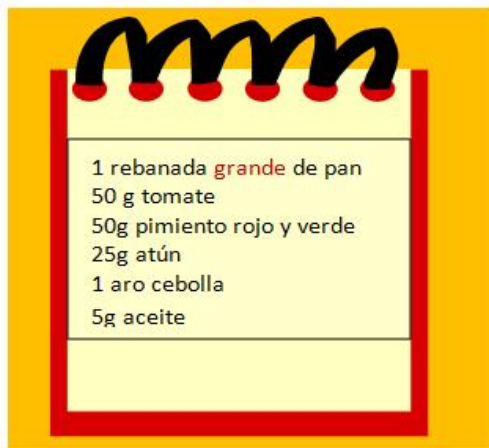 1 rebanada grande de pan
50 g tomate
50g pimiento rojo y verde
25g atún
1 aro cebolla
5g aceite